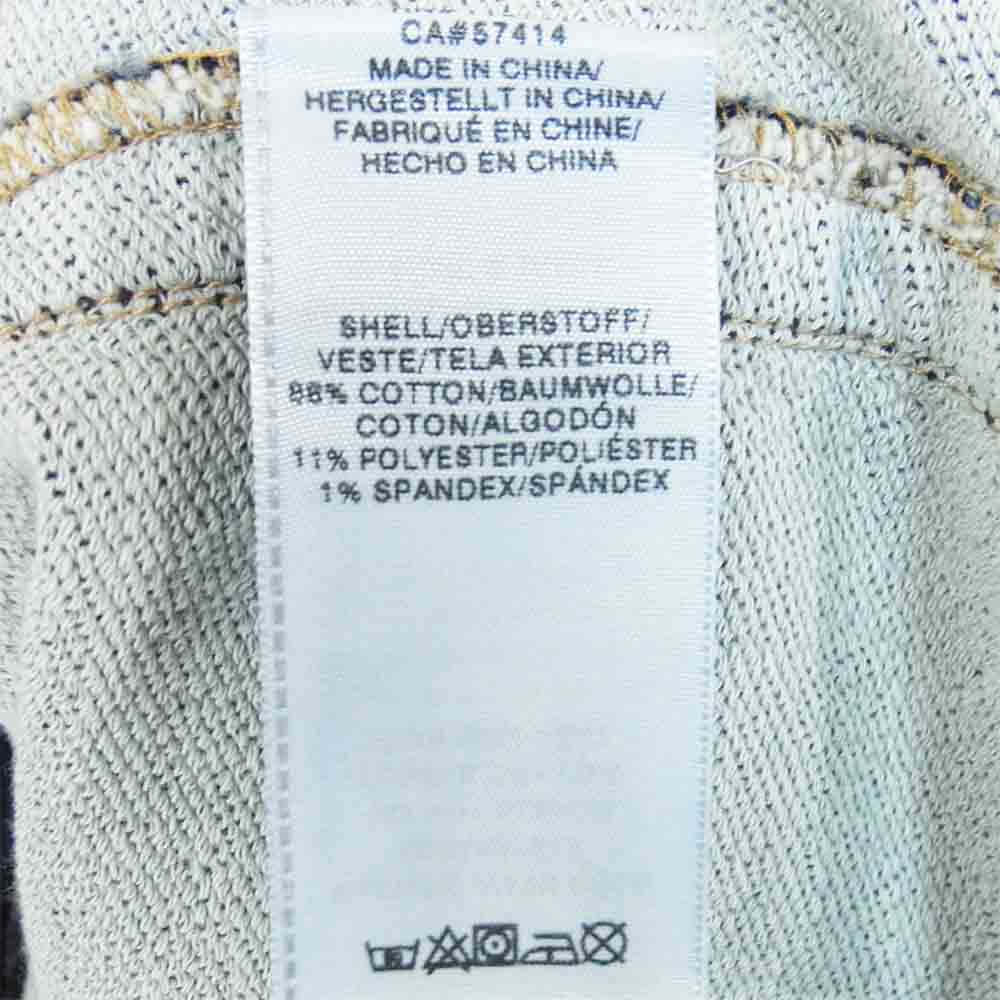 CA#57414
MADE IN CHINA/
HERGESTELLT IN CHINA/
FABRIQUÉ EN CHINE/
HECHO EN CHINA
SHELL/OBERSTOFF/
VESTE/TELA EXTERIOR
88% COTTON/BAUMWOLLE/
COTON/ALGODÓN
11% POLYESTER/POLIÉSTER
1% SPANDEX/SPÁNDEX